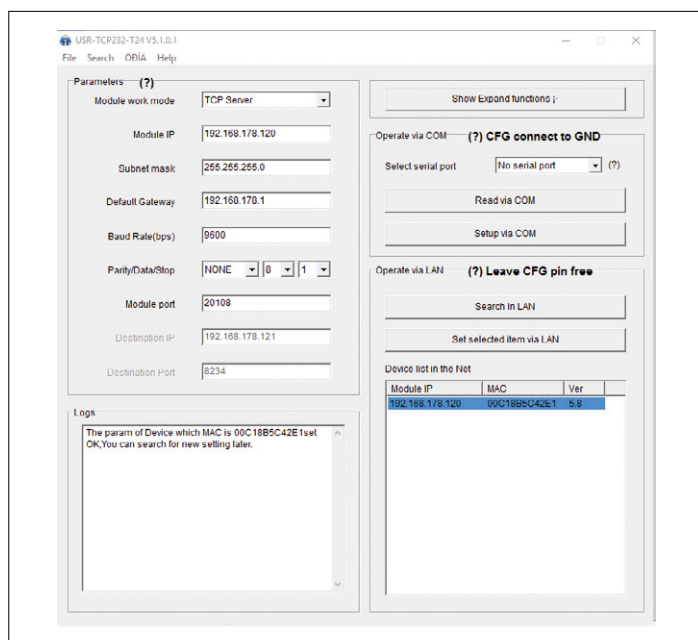 USR-TCP232-T24 V5.1.0.1
File Search ОÐÏÀ Help
Parameters (?)
Module work mode TCP Server
Module IP 192.168.178.120
Subnet mask 255.255.255.0
Default Gateway 192.168.178.1
Baud Rate(bps) 9600
Parity/Data/Stop NONE 8 1
Module port 20108
Destination IP 192.168.178.121
Destination Port 8234
Logs
The param of Device which MAC is 00C18B5C42E1set
OK,You can search for new setting later.
Show Expand functions ¡·
Operate via COM (?) CFG connect to GND
Select serial port No serial port (?)
Read via COM
Setup via COM
Operate via LAN (?) Leave CFG pin free
Search in LAN
Set selected item via LAN
Device list in the Net
Module IP MAC Ver
192.168.178.120 00C18B5C42E1 5.8